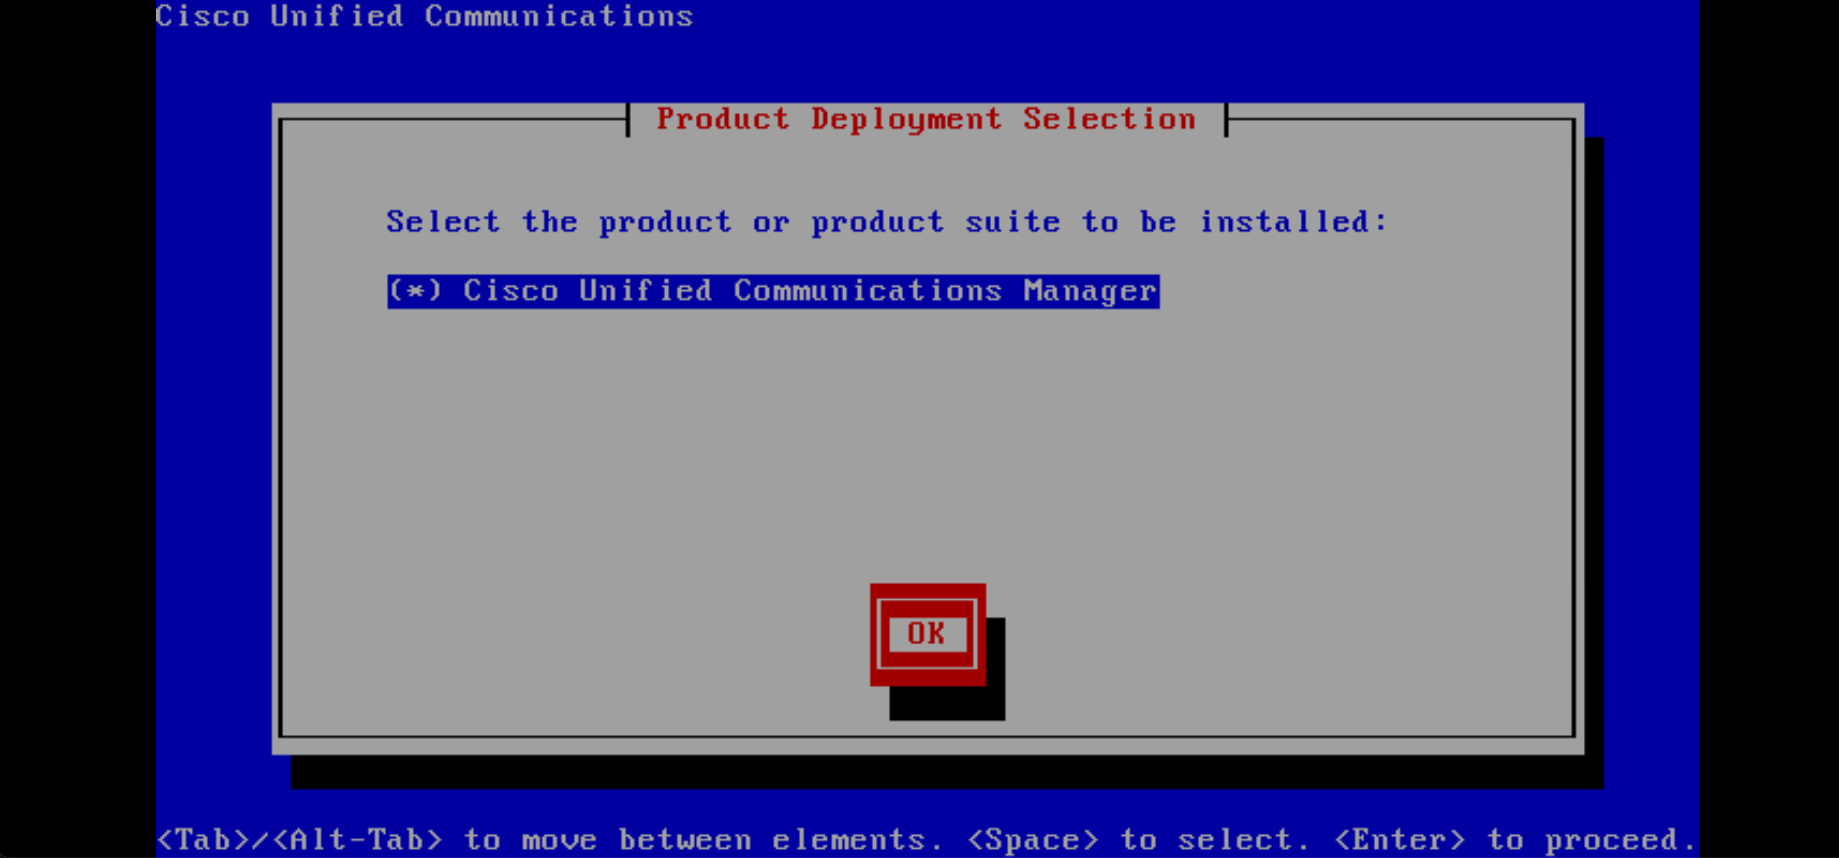 Cisco Unified Communications
Product Deployment Selection
Select the product or product suite to be installed:
(*) Cisco Unified Communications Manager
OK
<Tab>/<Alt-Tab> to move between elements. <Space> to select. <Enter> to proceed.